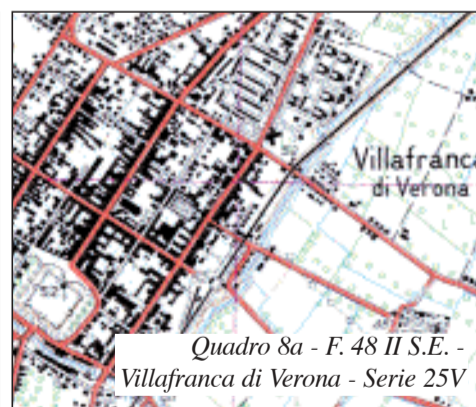 Villafranca
di Verona
Quadro 8a - F. 48 II S.E. -
Villafranca di Verona - Serie 25V